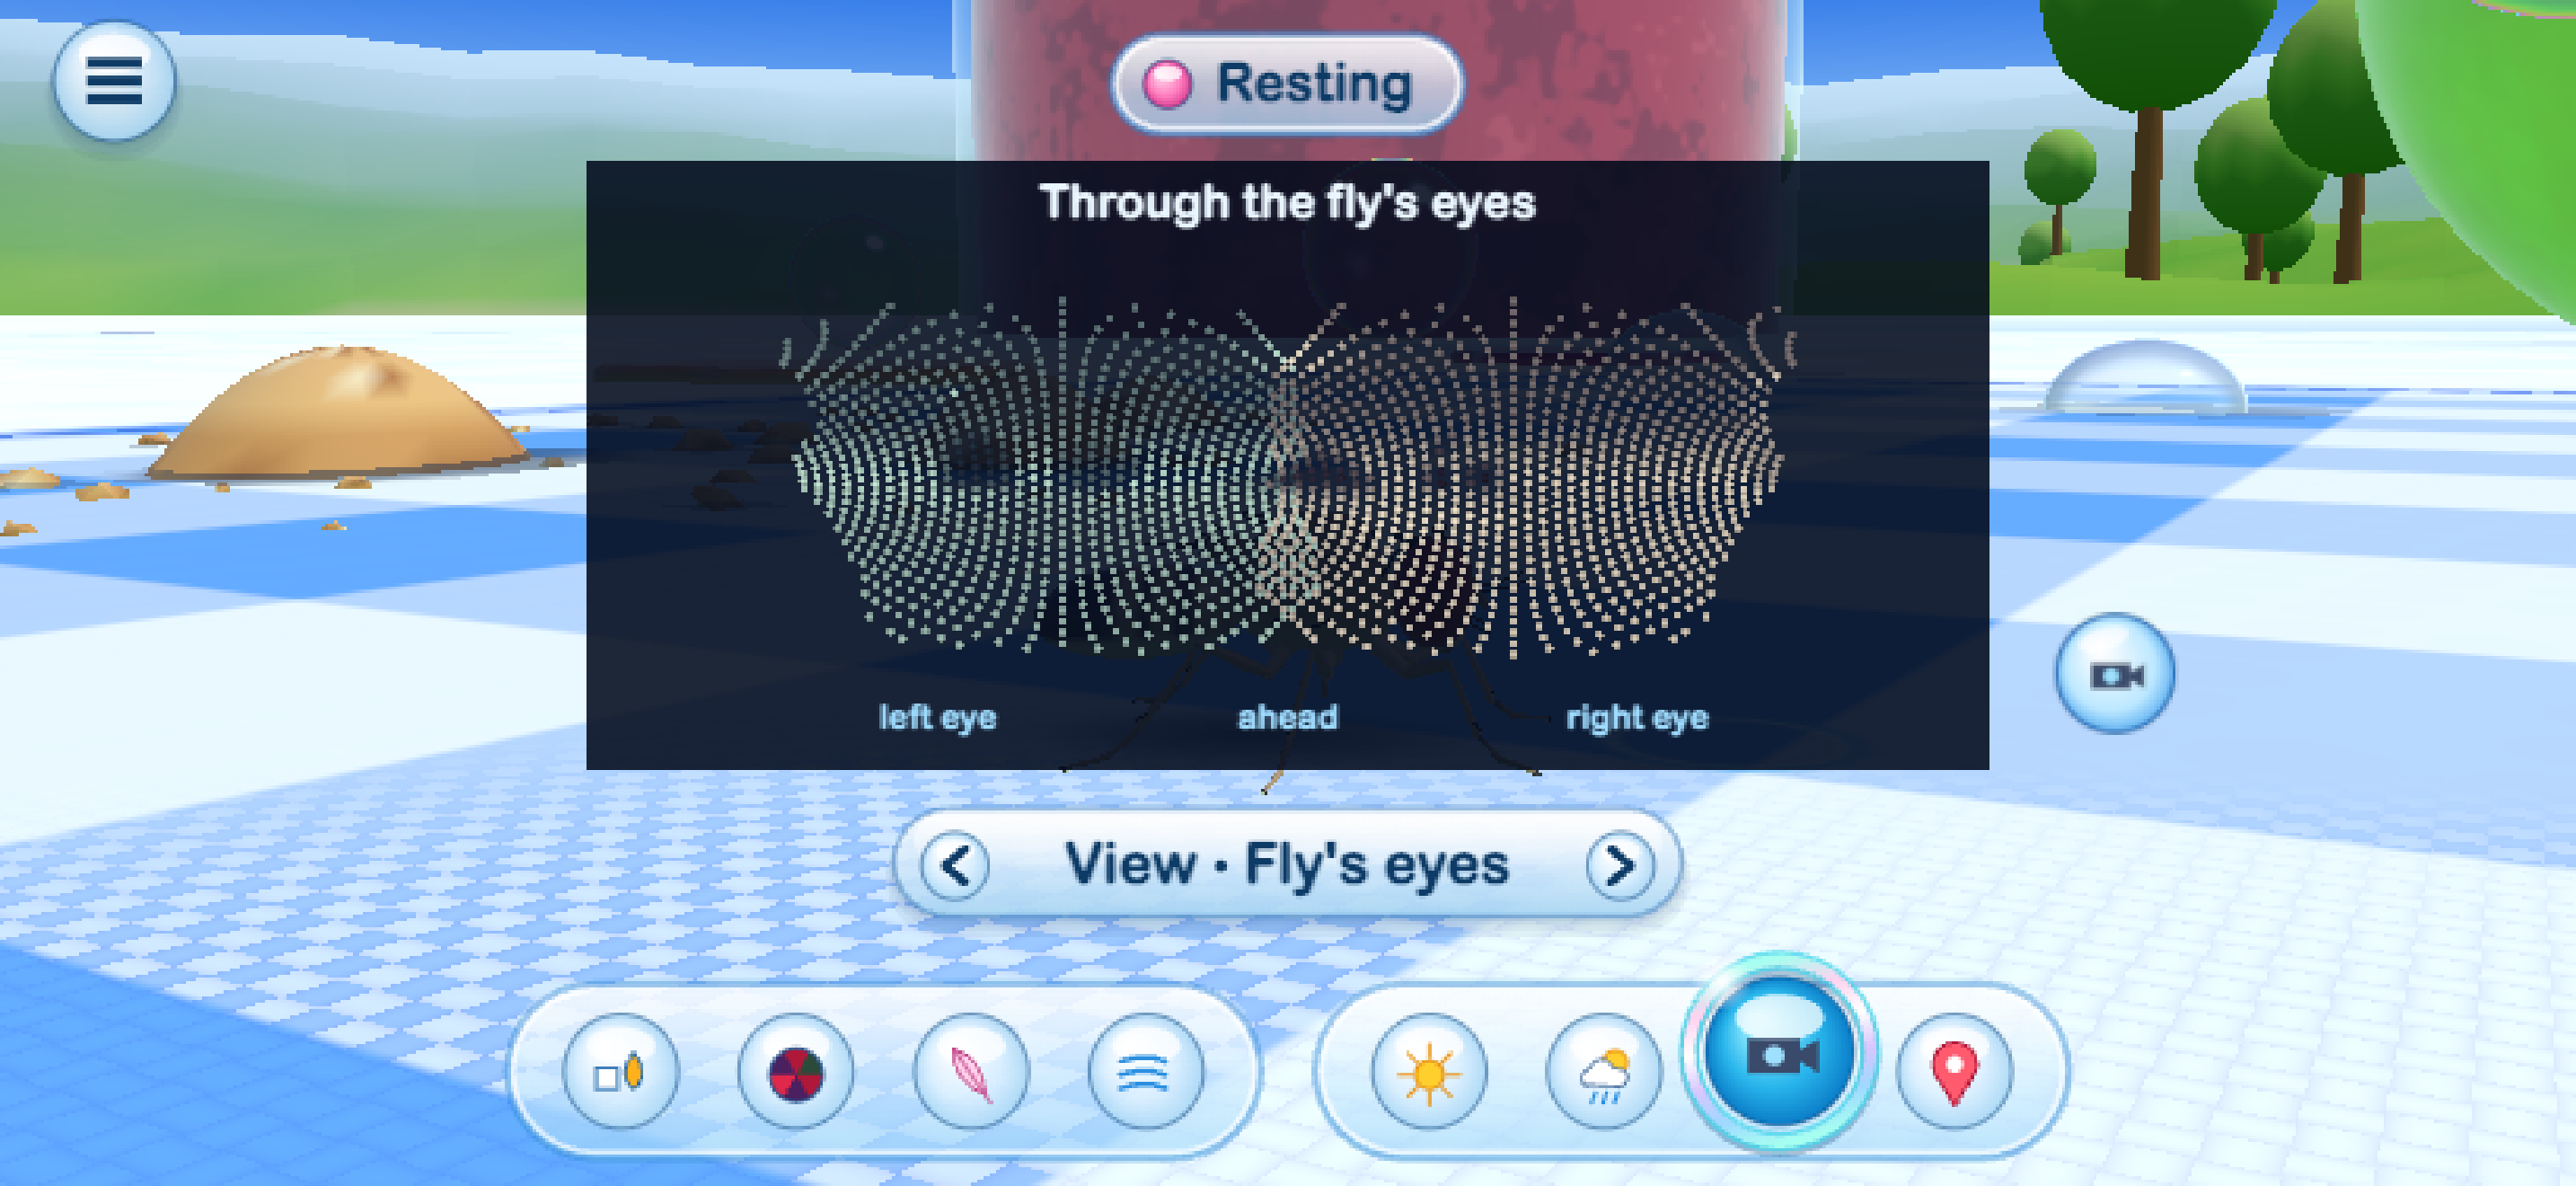 Resting
Through the fly's eyes
left eye
ahead
right eye
View · Fly's eyes